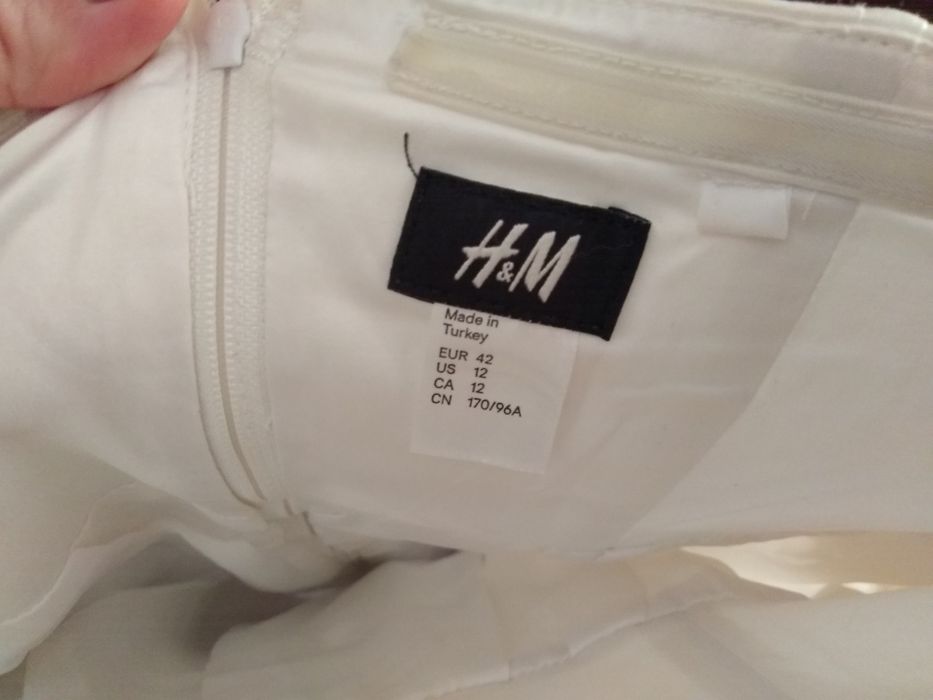 H&M
Made in
Turkey
EUR 42
US 12
CA 12
CN 170/96A